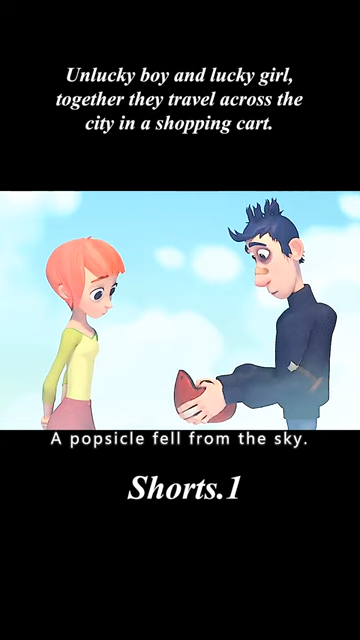 Unlucky boy and lucky girl,
together they travel across the
city in a shopping cart.
A popsicle fell from the sky.
Shorts.1